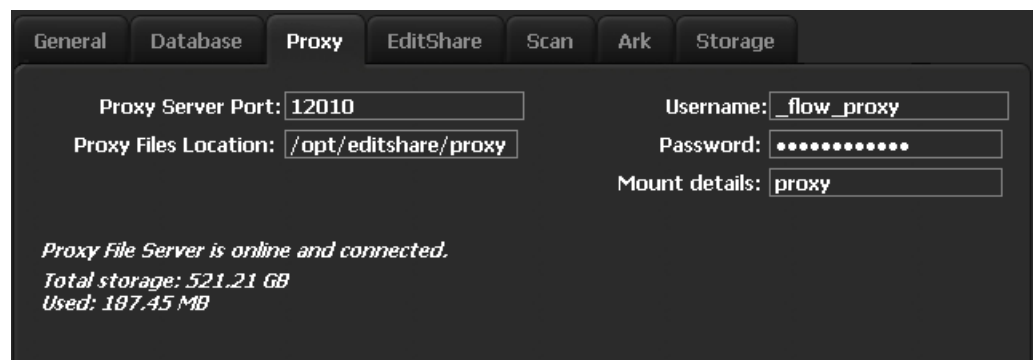 General Database Proxy EditShare Scan Ark Storage
Proxy Server Port: 12010 Username: _flow_proxy
Proxy Files Location: /opt/editshare/proxy Password: ●●●●●●●●●●●●
Mount details: proxy
Proxy File Server is online and connected.
Total storage: 521.21 GB
Used: 187.45 MB